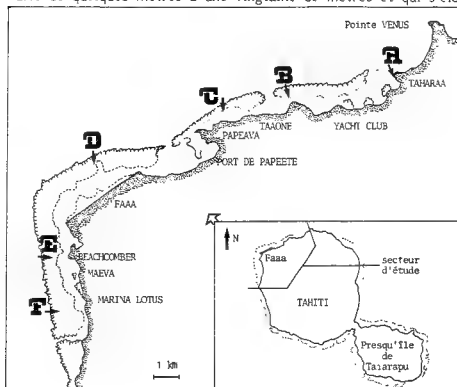 Pointe VENUS
A
TAHARAA
B
C
PAPEAVA
TAAONE
YACHT CLUB
PORT DE PAPEETE
D
FAAA
E
BEACHCOMBER
MAEVA
F
MARINA LOTUS
1 km
N
Faaa
secteur
d'étude
TAHITI
Presqu'île
de
Taiarapu